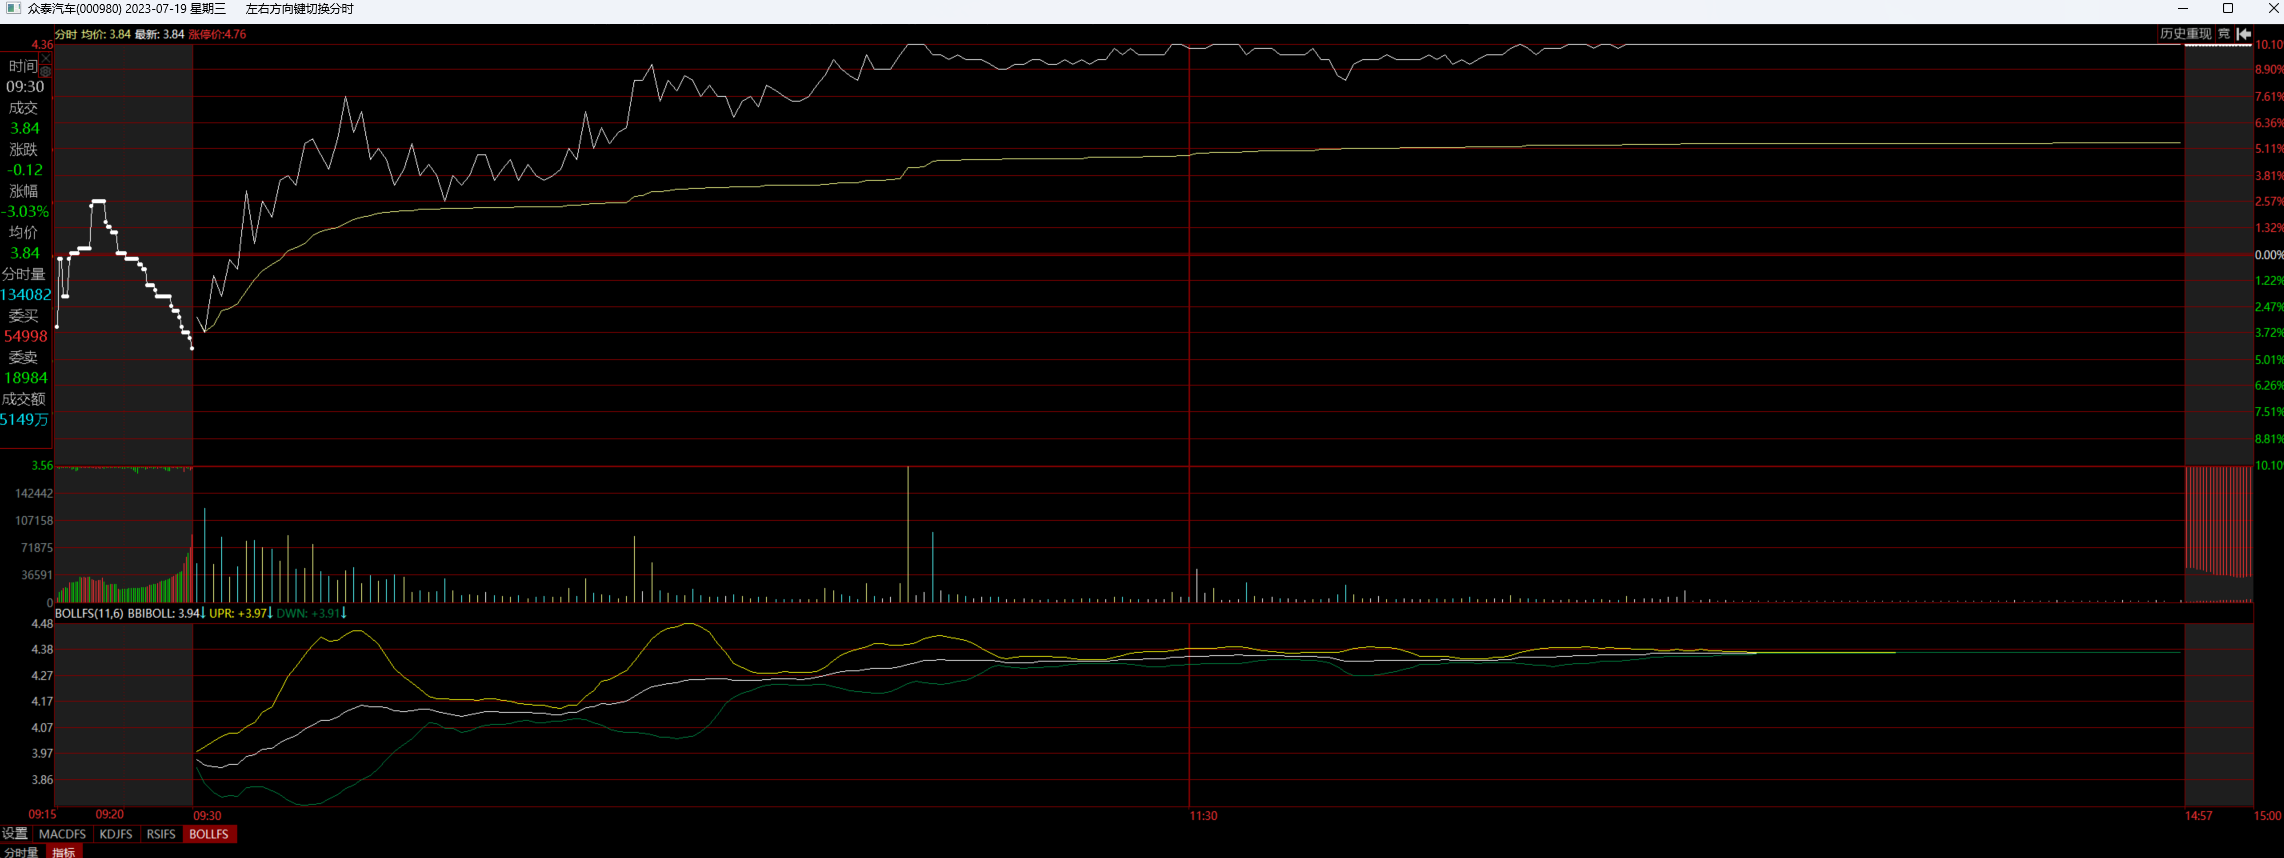 众泰汽车(000980) 2023-07-19 星期三 左右方向键切换分时
分时 均价: 3.84 最新: 3.84 涨停价:4.76
历史重现 竞
4.36
时间
09:30
成交
3.84
涨跌
-0.12
涨幅
-3.03%
均价
3.84
分时量
134082
委买
54998
委卖
18984
成交额
5149万
3.56
142442
107158
71875
36591
0
10.10
8.90%
7.61%
6.36%
5.11%
3.81%
2.57%
1.32%
0.00%
1.22%
2.47%
3.72%
5.01%
6.26%
7.51%
8.81%
10.10
BOLLFS(11,6) BBIBOLL: 3.94↓ UPR: +3.97↓ DWN: +3.91↓
4.48
4.38
4.27
4.17
4.07
3.97
3.86
09:15 09:20 09:30 11:30 14:57 15:00
设置 MACDFS KDJFS RSIFS BOLLFS
分时量 指标